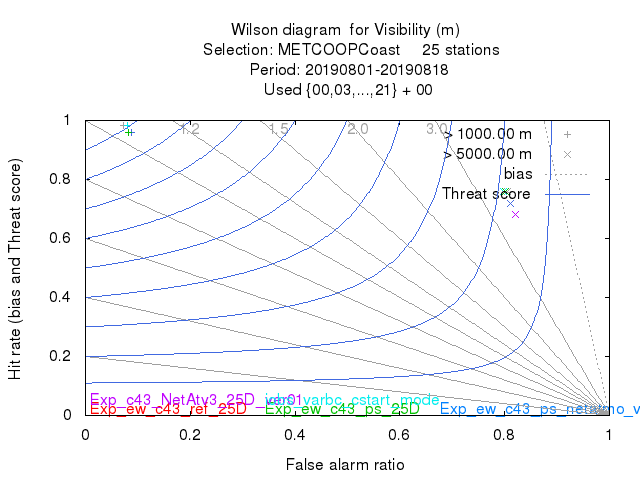 Wilson diagram for Visibility (m)
Selection: METCOOPCoast 25 stations
Period: 20190801-20190818
Used {00,03,...,21} + 00
Hit rate (bias and Threat score)
1
0.8
0.6
0.4
0.2
0
1.2 1.5 2.0 3.0
> 1000.00 m
> 5000.00 m
bias
Threat score
Exp_c43_NetAtv3_25D_ver01
varbc_cstart_mode
Exp_ew_c43_ref_25D Exp_ew_c43_ps_25D Exp_ew_c43_ps_netatmo_v
0 0.2 0.4 0.6 0.8 1
False alarm ratio